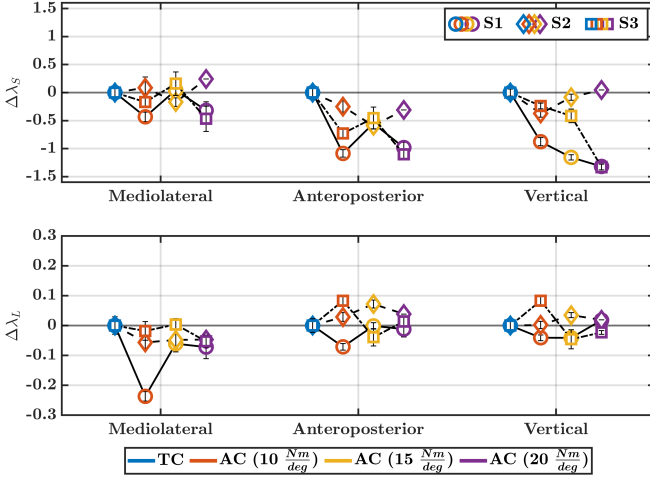 1.5
1
0.5
0
-0.5
-1
-1.5
Δλ_S
S1 S2 S3
Mediolateral Anteroposterior Vertical
0.3
0.2
0.1
0
-0.1
-0.2
-0.3
Δλ_L
Mediolateral Anteroposterior Vertical
TC AC (10 Nm/deg) AC (15 Nm/deg) AC (20 Nm/deg)